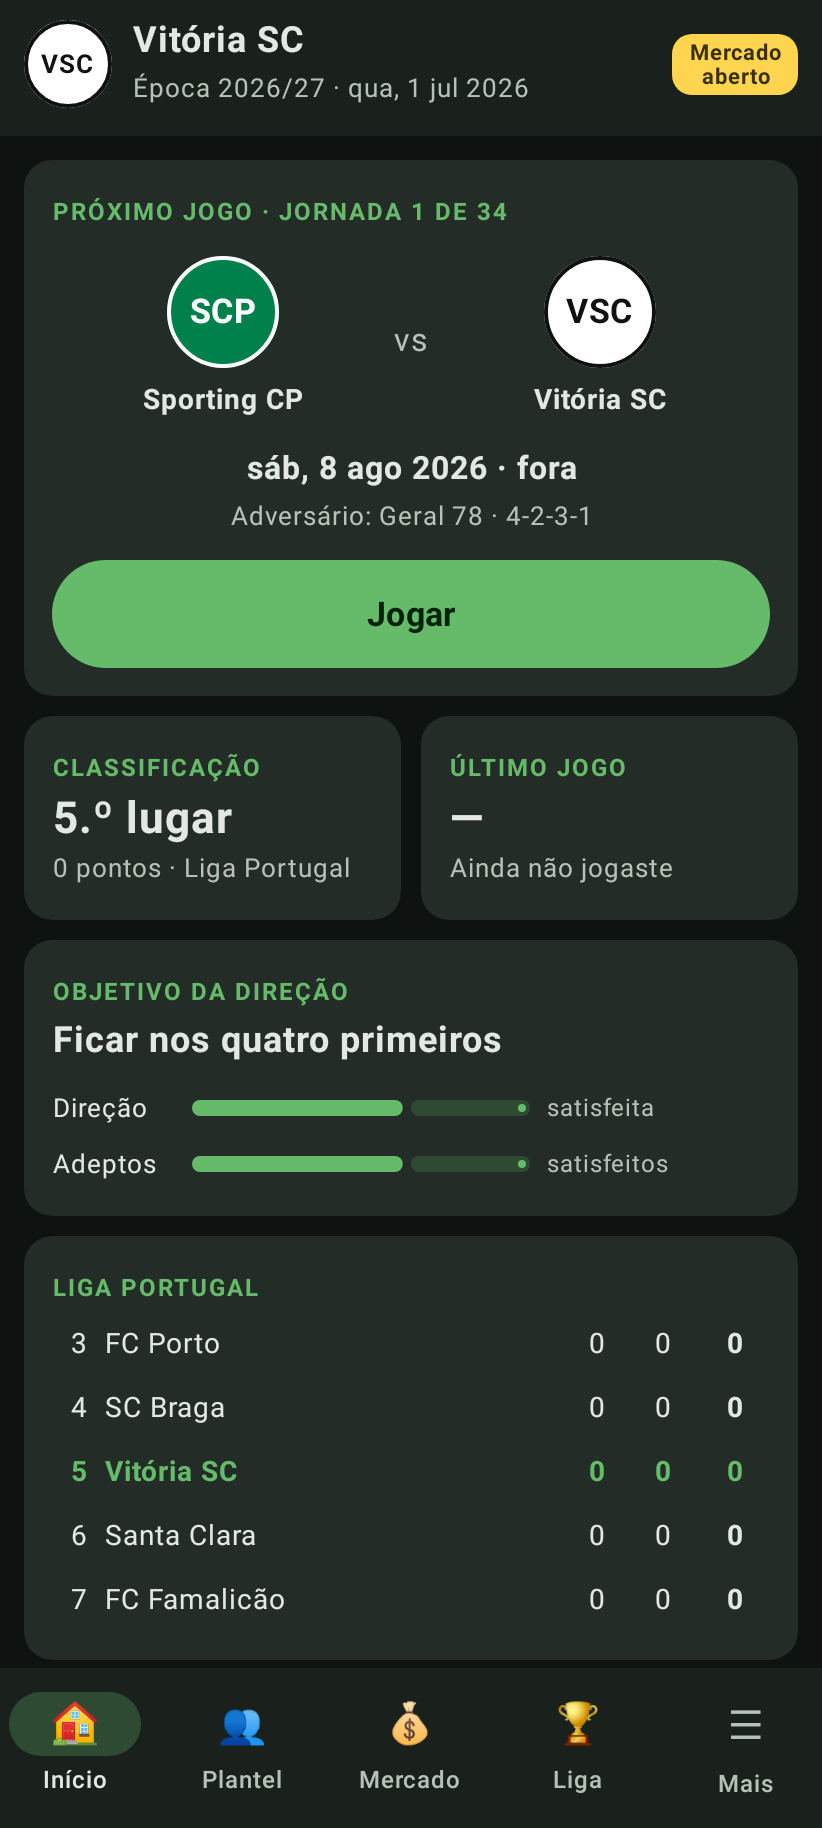 VSC
Vitória SC
Época 2026/27 · qua, 1 jul 2026
Mercado
aberto
PRÓXIMO JOGO · JORNADA 1 DE 34
SCP
vs
VSC
Sporting CP
Vitória SC
sáb, 8 ago 2026 · fora
Adversário: Geral 78 · 4-2-3-1
Jogar
CLASSIFICAÇÃO
5.º lugar
0 pontos · Liga Portugal
ÚLTIMO JOGO
—
Ainda não jogaste
OBJETIVO DA DIREÇÃO
Ficar nos quatro primeiros
Direção satisfeita
Adeptos satisfeitos
LIGA PORTUGAL
3 FC Porto 0 0 0
4 SC Braga 0 0 0
5 Vitória SC 0 0 0
6 Santa Clara 0 0 0
7 FC Famalicão 0 0 0
Início Plantel Mercado Liga Mais